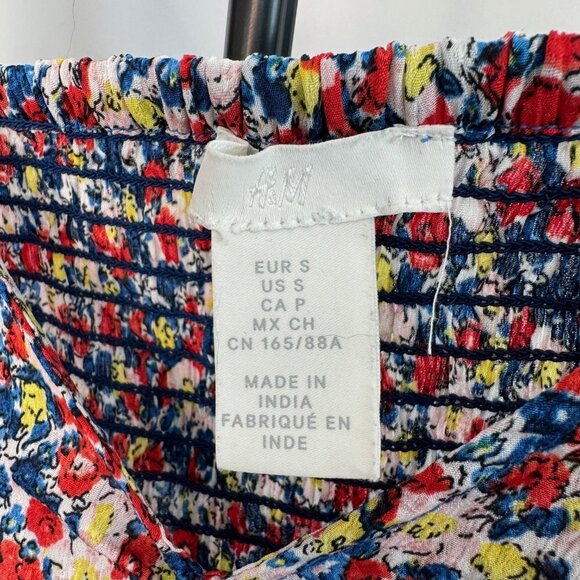 H&M
EUR S
US S
CA P
MX CH
CN 165/88A
MADE IN
INDIA
FABRIQUÉ EN
INDE